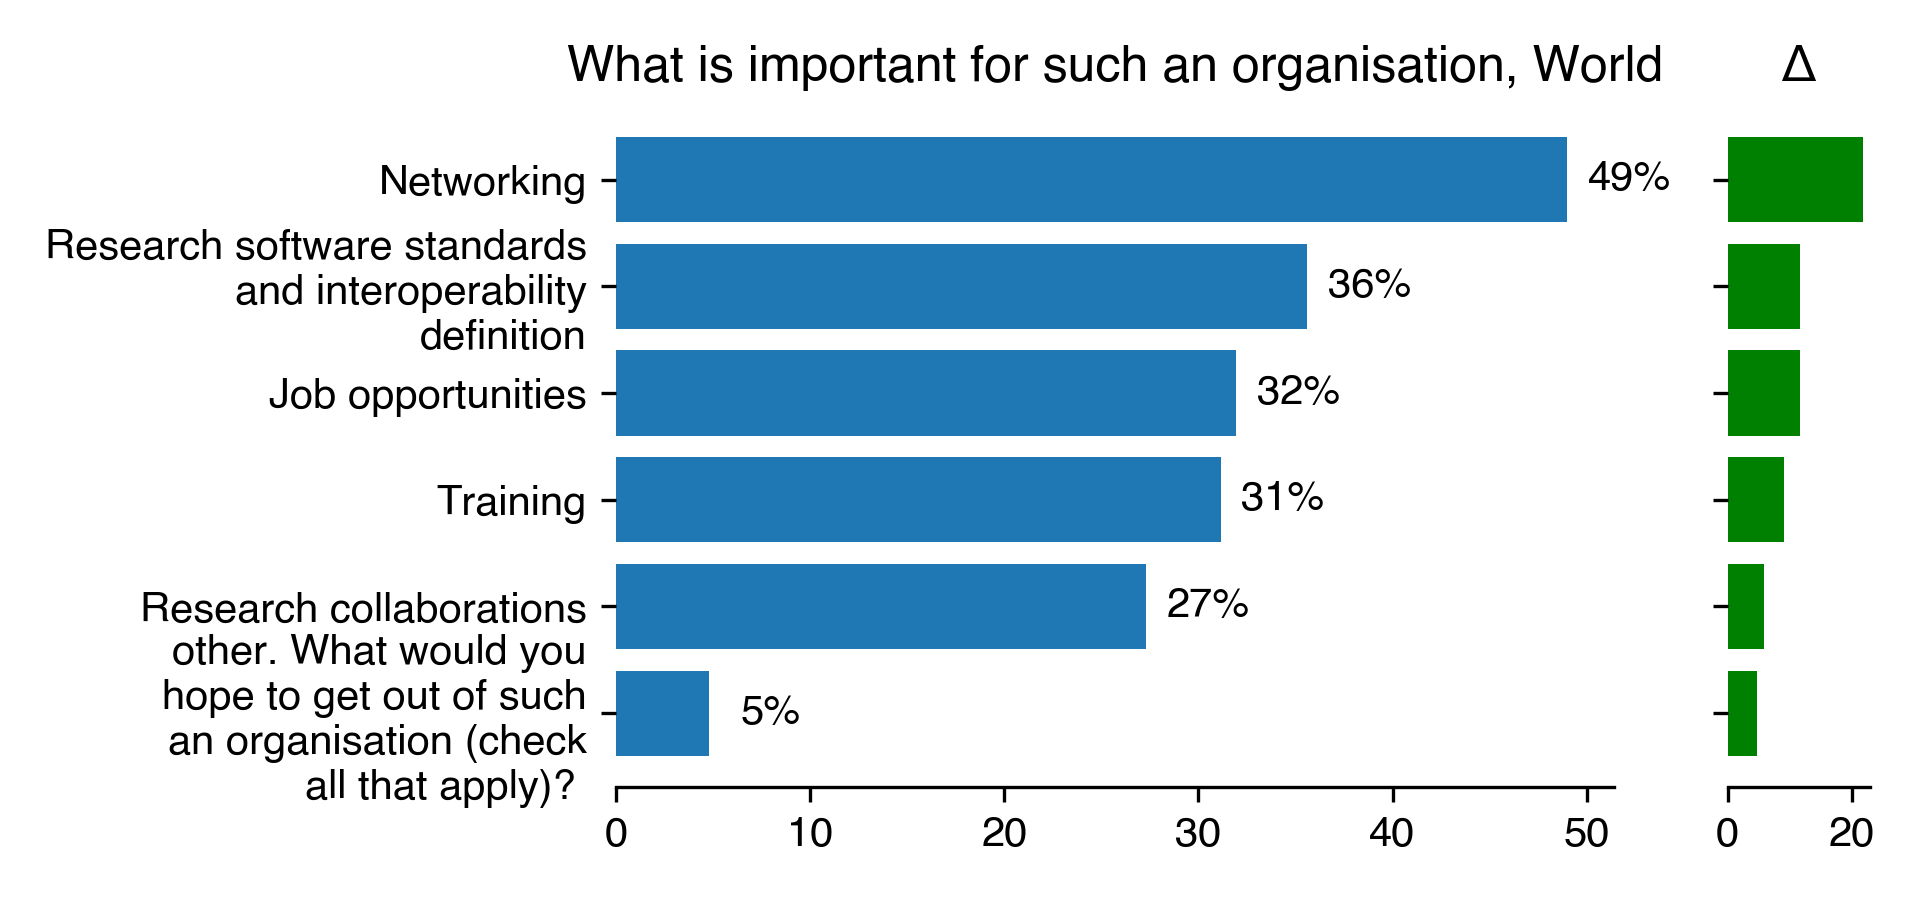 What is important for such an organisation, World
Δ
Networking
49%
Research software standards
and interoperability
definition
36%
Job opportunities
32%
Training
31%
Research collaborations
27%
other. What would you
hope to get out of such
an organisation (check
all that apply)?
5%
0 10 20 30 40 50
0 20